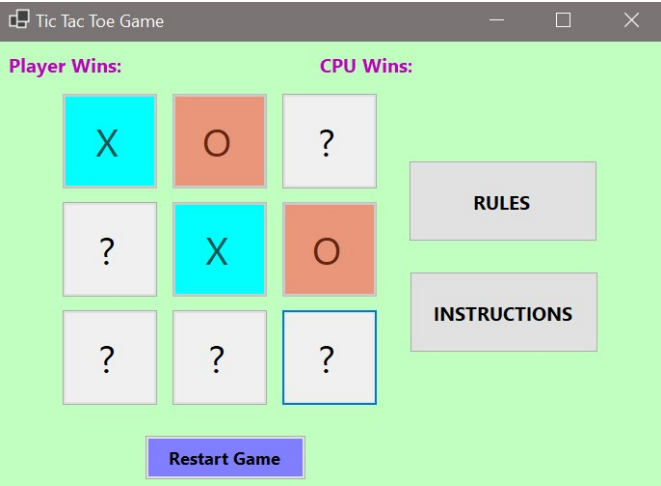 Tic Tac Toe Game
Player Wins: CPU Wins:
X O ?
RULES
? X O
INSTRUCTIONS
? ? ?
Restart Game